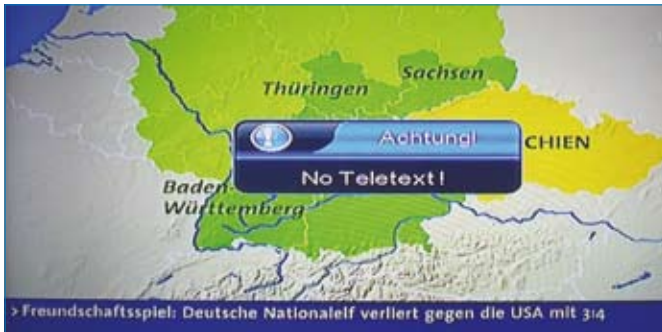 Thüringen
Sachsen
Achtung!
CHIEN
No Teletext!
Baden-
Württemberg
> Freundschaftsspiel: Deutsche Nationalelf verliert gegen die USA mit 3:4